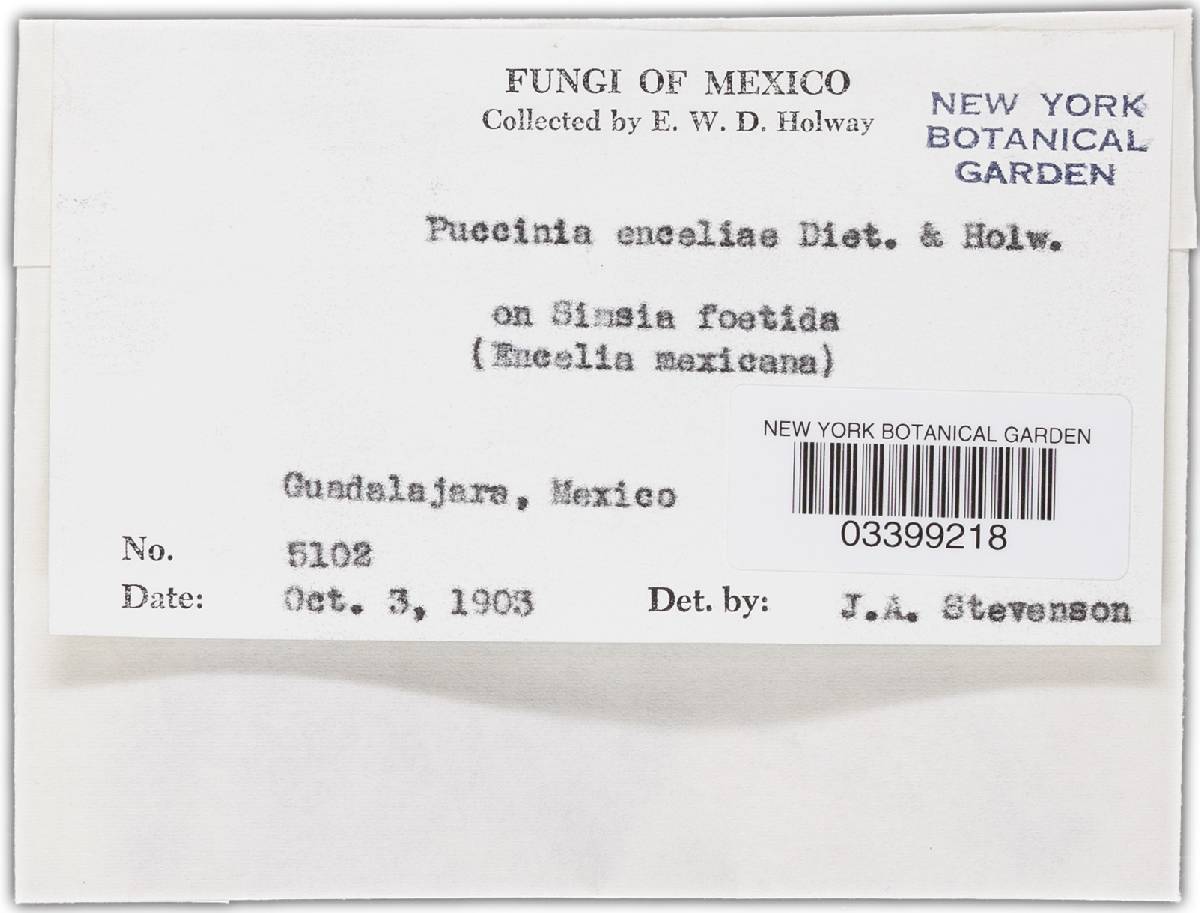 FUNGI OF MEXICO
Collected by E. W. D. Holway
NEW YORK
BOTANICAL
GARDEN
Puccinia enceliae Diet. & Holw.
on Simsia foetida
(Encelia mexicana)
NEW YORK BOTANICAL GARDEN
03399218
Guadalajara, Mexico
No. 5102
Date: Oct. 3, 1903
Det. by: J.A. Stevenson